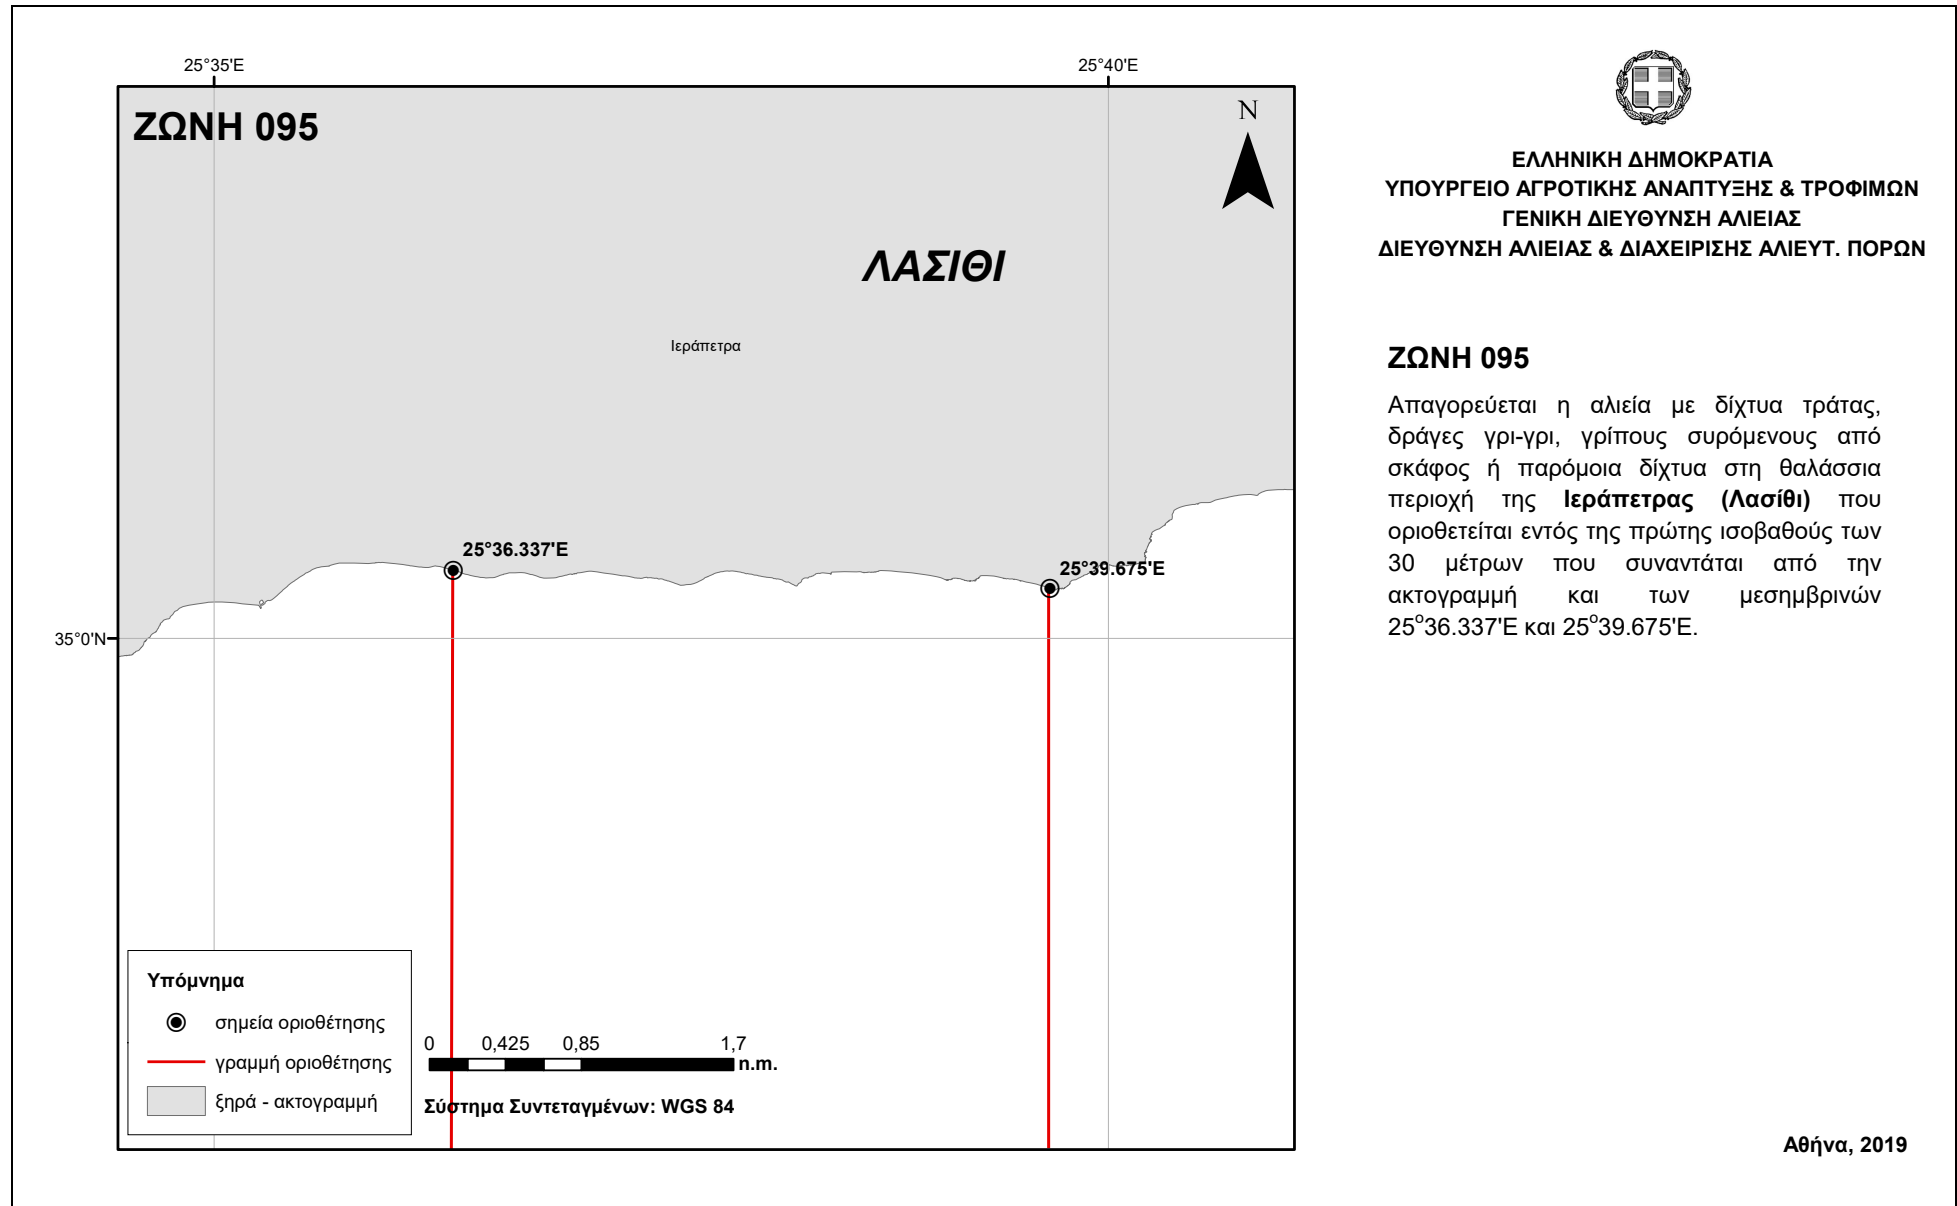 25°35'E
25°40'E
ΖΩΝΗ 095
N
ΛΑΣΙΘΙ
Ιεράπετρα
25°36.337'E
25°39.675'E
35°0'N
Υπόμνημα
σημεία οριοθέτησης
γραμμή οριοθέτησης
ξηρά - ακτογραμμή
0 0,425 0,85 1,7
n.m.
Σύστημα Συντεταγμένων: WGS 84
ΕΛΛΗΝΙΚΗ ΔΗΜΟΚΡΑΤΙΑ
ΥΠΟΥΡΓΕΙΟ ΑΓΡΟΤΙΚΗΣ ΑΝΑΠΤΥΞΗΣ & ΤΡΟΦΙΜΩΝ
ΓΕΝΙΚΗ ΔΙΕΥΘΥΝΣΗ ΑΛΙΕΙΑΣ
ΔΙΕΥΘΥΝΣΗ ΑΛΙΕΙΑΣ & ΔΙΑΧΕΙΡΙΣΗΣ ΑΛΙΕΥΤ. ΠΟΡΩΝ
ΖΩΝΗ 095
Απαγορεύεται η αλιεία με δίχτυα τράτας,
δράγες γρι-γρι, γρίπους συρόμενους από
σκάφος ή παρόμοια δίχτυα στη θαλάσσια
περιοχή της Ιεράπετρας (Λασίθι) που
οριοθετείται εντός της πρώτης ισοβαθούς των
30 μέτρων που συναντάται από την
ακτογραμμή και των μεσημβρινών
25°36.337'E και 25°39.675'E.
Αθήνα, 2019